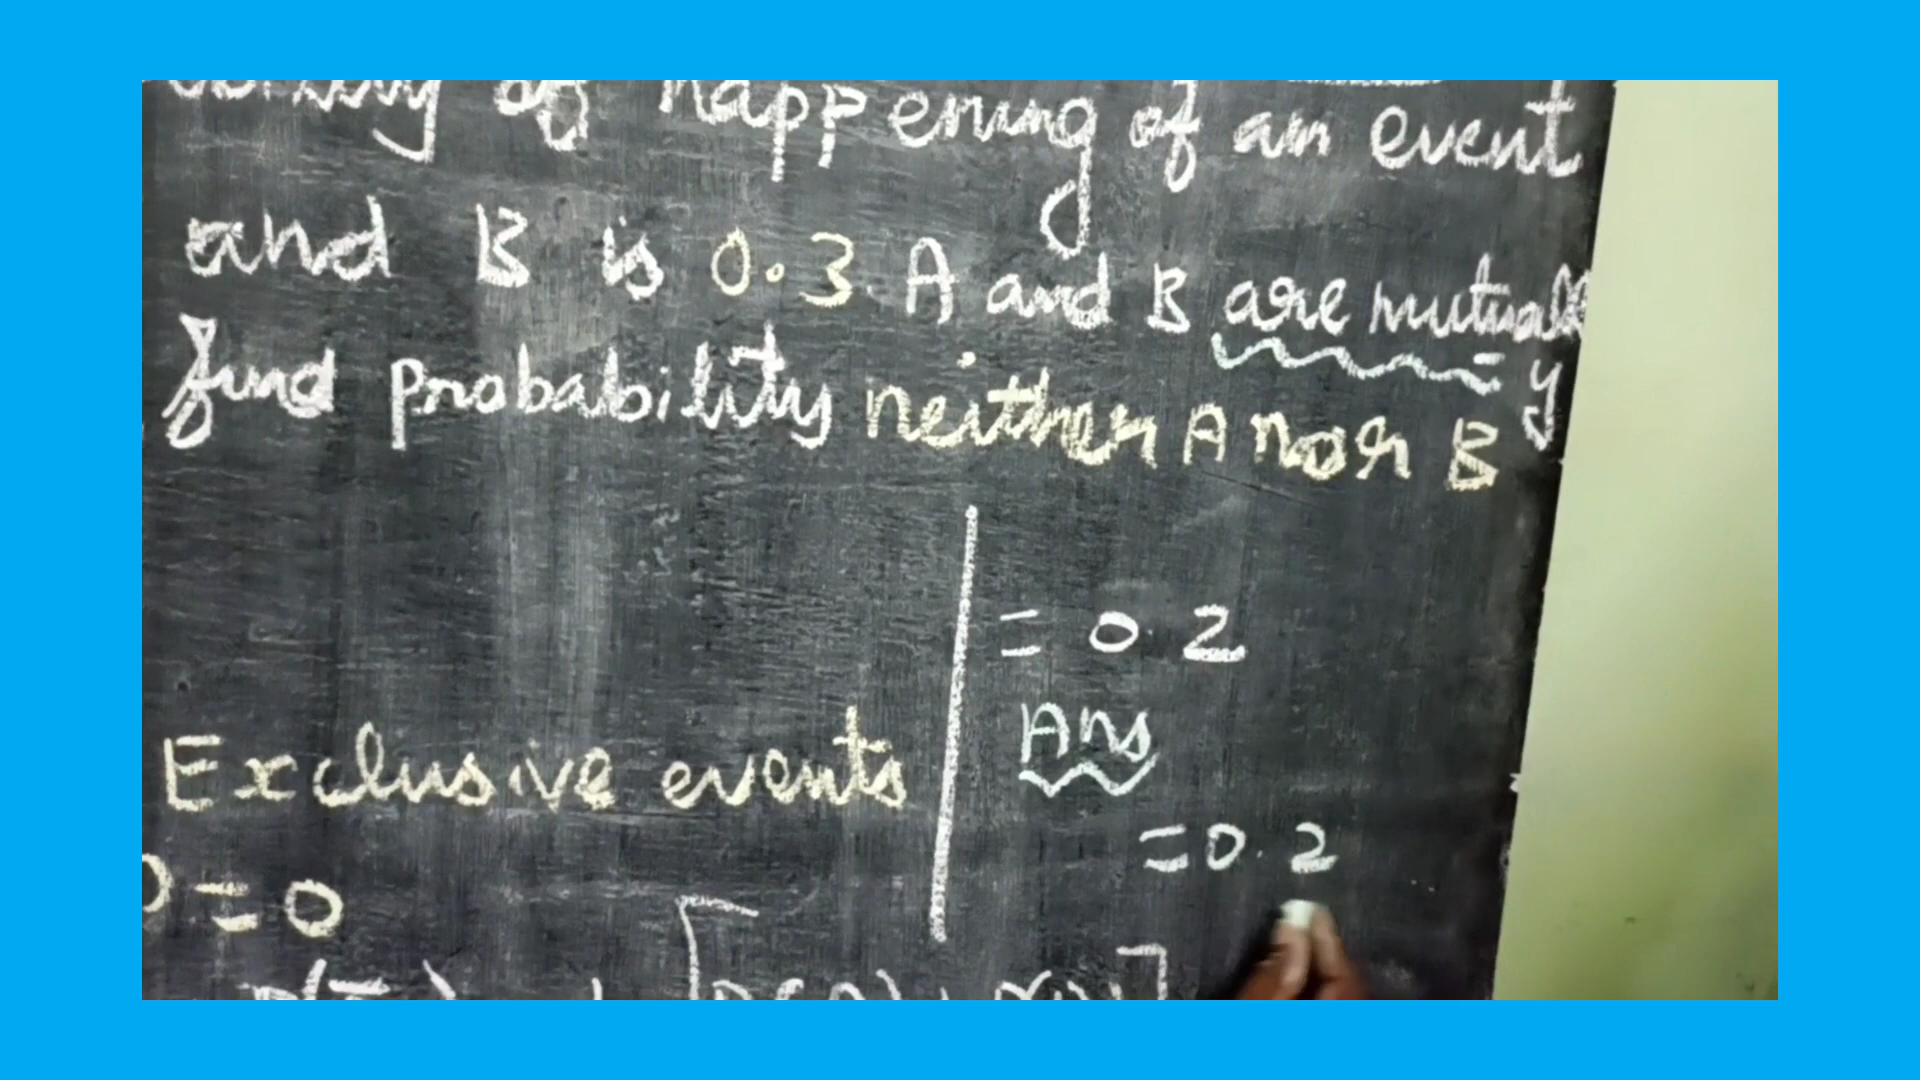 of happening of an event
and B is 0.3. A and B are mutually
find probability neither A nor B
= 0.2
Ans
Exclusive events
= 0.2
= 0